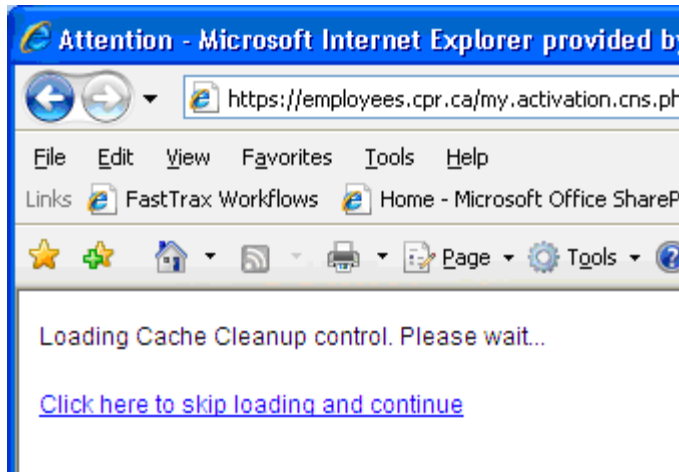 Attention - Microsoft Internet Explorer provided by
https://employees.cpr.ca/my.activation.cns.ph
File Edit View Favorites Tools Help
Links FastTrax Workflows Home - Microsoft Office ShareP
Page Tools
Loading Cache Cleanup control. Please wait...
Click here to skip loading and continue